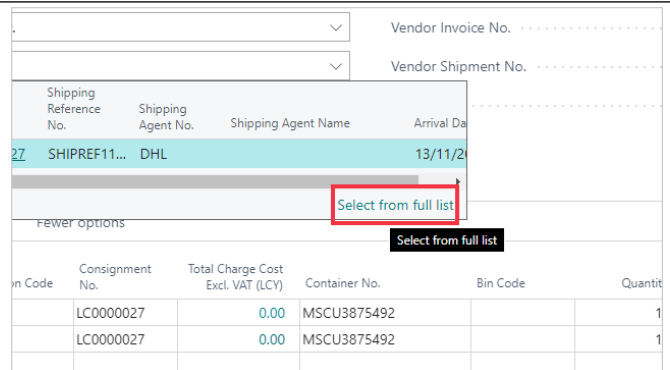 Vendor Invoice No.
Vendor Shipment No.
Shipping
Reference
No.
Shipping
Agent No.
Shipping Agent Name
Arrival Da
27 SHIPREF11... DHL 13/11/20
Select from full list
Fewer options
Select from full list
on Code
Consignment
No.
Total Charge Cost
Excl. VAT (LCY)
Container No.
Bin Code
Quantit
LC0000027 0.00 MSCU3875492 1
LC0000027 0.00 MSCU3875492 1